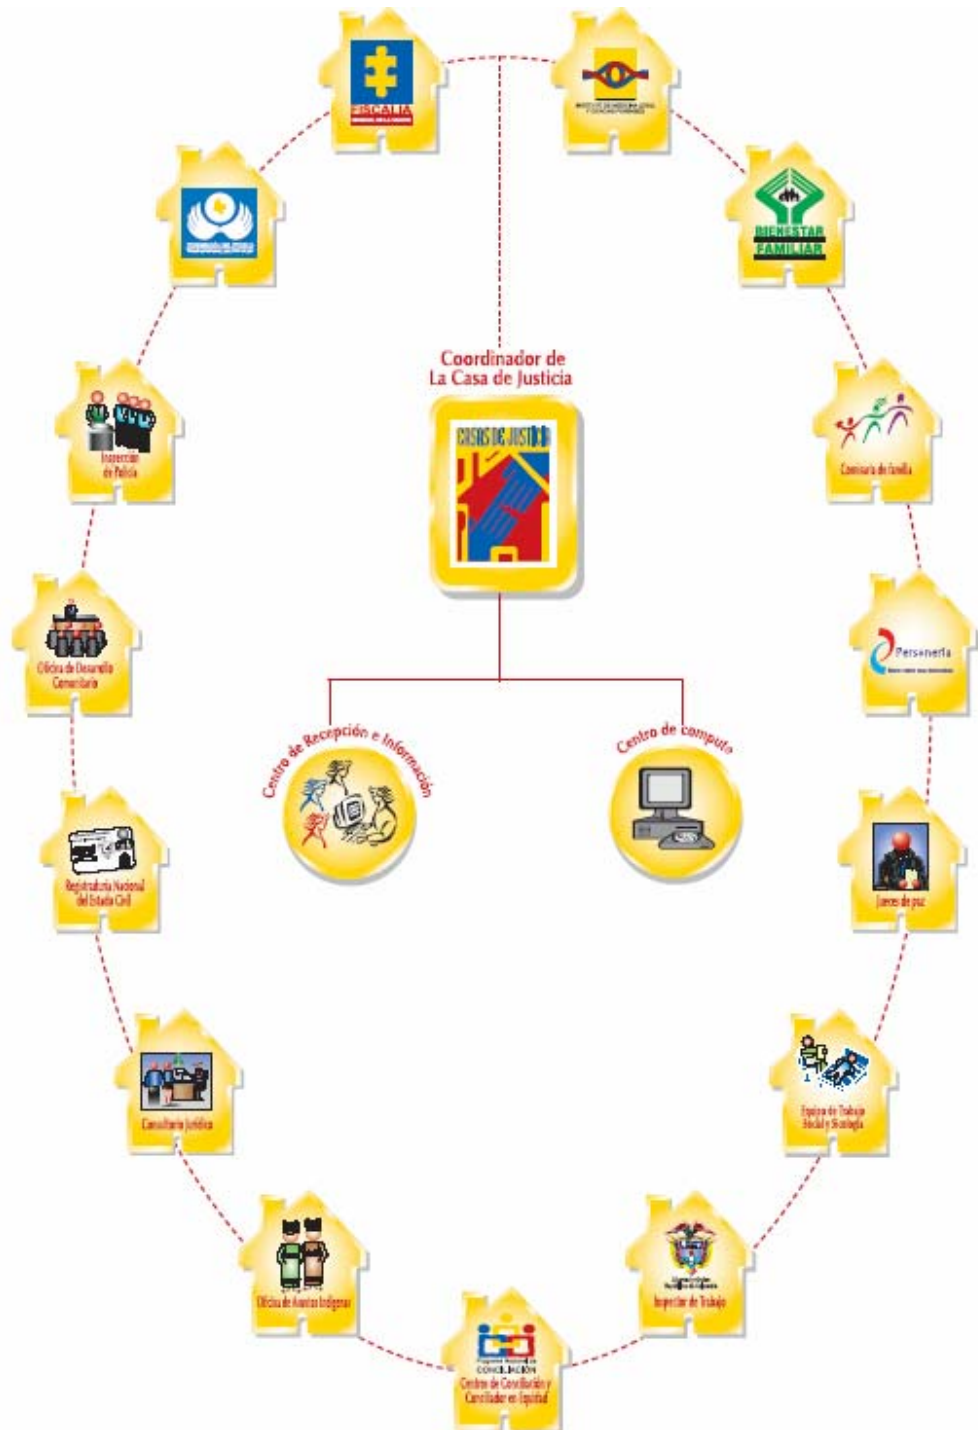 FISCALIA
BIENESTAR
FAMILIAR
Coordinador de
La Casa de Justicia
CASAS DE JUSTICIA
Inspección
de Policía
Comisaría de familia
Oficina de Desarrollo
Comunitario
Personería
Centro de Recepción e Información
Centro de computo
Registraduría Nacional
del Estado Civil
Jueces de paz
Consultorio Jurídico
Equipo de Trabajo
Social y Sicología
Oficina de Asuntos Indígenas
Inspector de Trabajo
CONCILIACIÓN
Centros de Conciliación y
Conciliador en Equidad